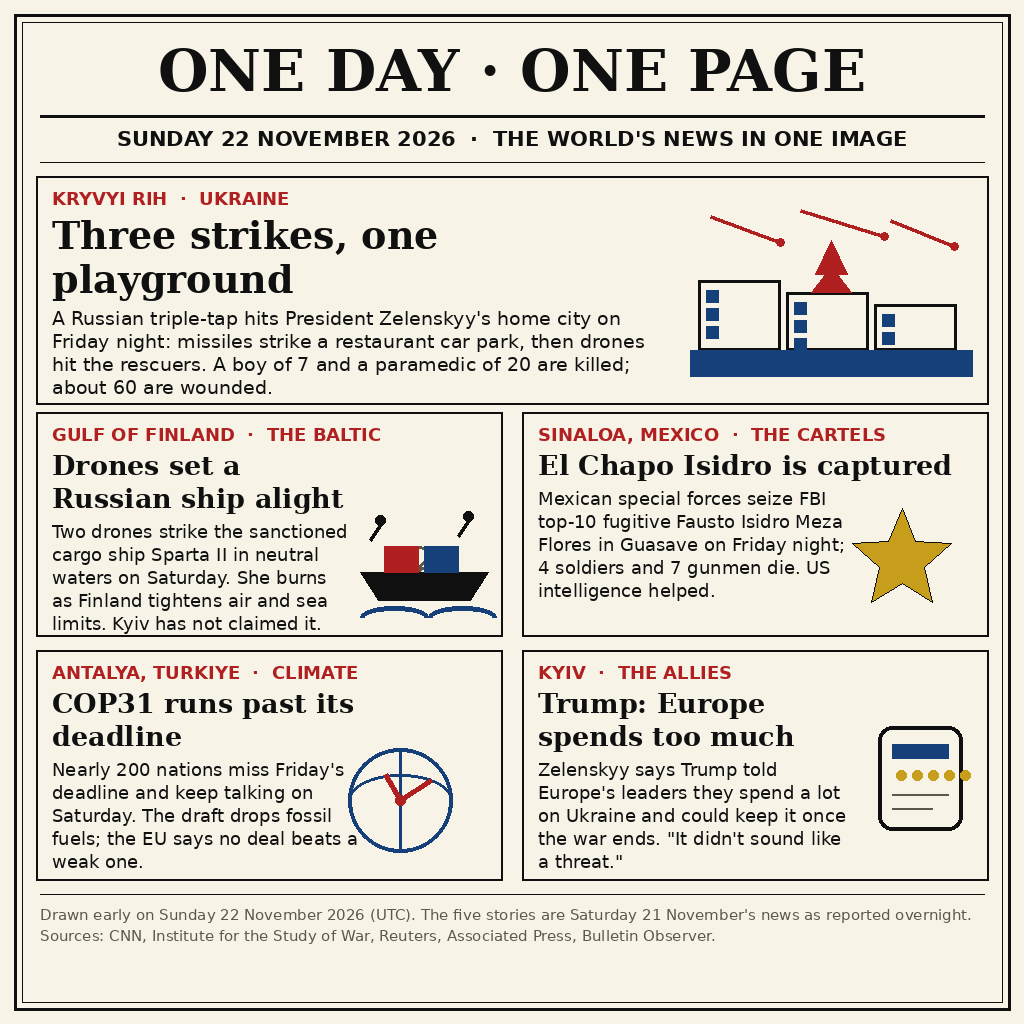 ONE DAY · ONE PAGE
SUNDAY 22 NOVEMBER 2026 · THE WORLD'S NEWS IN ONE IMAGE
KRYVYI RIH · UKRAINE
Three strikes, one
playground
A Russian triple-tap hits President Zelenskyy's home city on
Friday night: missiles strike a restaurant car park, then drones
hit the rescuers. A boy of 7 and a paramedic of 20 are killed;
about 60 are wounded.
GULF OF FINLAND · THE BALTIC
Drones set a
Russian ship alight
Two drones strike the sanctioned
cargo ship Sparta II in neutral
waters on Saturday. She burns
as Finland tightens air and sea
limits. Kyiv has not claimed it.
SINALOA, MEXICO · THE CARTELS
El Chapo Isidro is captured
Mexican special forces seize FBI
top-10 fugitive Fausto Isidro Meza
Flores in Guasave on Friday night;
4 soldiers and 7 gunmen die. US
intelligence helped.
ANTALYA, TURKIYE · CLIMATE
COP31 runs past its
deadline
Nearly 200 nations miss Friday's
deadline and keep talking on
Saturday. The draft drops fossil
fuels; the EU says no deal beats a
weak one.
KYIV · THE ALLIES
Trump: Europe
spends too much
Zelenskyy says Trump told
Europe's leaders they spend a lot
on Ukraine and could keep it once
the war ends. "It didn't sound like
a threat."
Drawn early on Sunday 22 November 2026 (UTC). The five stories are Saturday 21 November's news as reported overnight.
Sources: CNN, Institute for the Study of War, Reuters, Associated Press, Bulletin Observer.